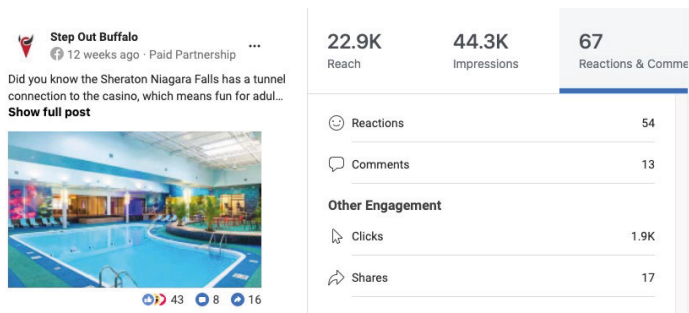 Step Out Buffalo
12 weeks ago · Paid Partnership
...
Did you know the Sheraton Niagara Falls has a tunnel
connection to the casino, which means fun for adul...
Show full post
43 8 16
22.9K 44.3K 67
Reach Impressions Reactions & Comme
Reactions 54
Comments 13
Other Engagement
Clicks 1.9K
Shares 17